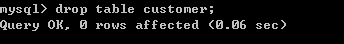 mysql> drop table customer;
Query OK, 0 rows affected (0.06 sec)